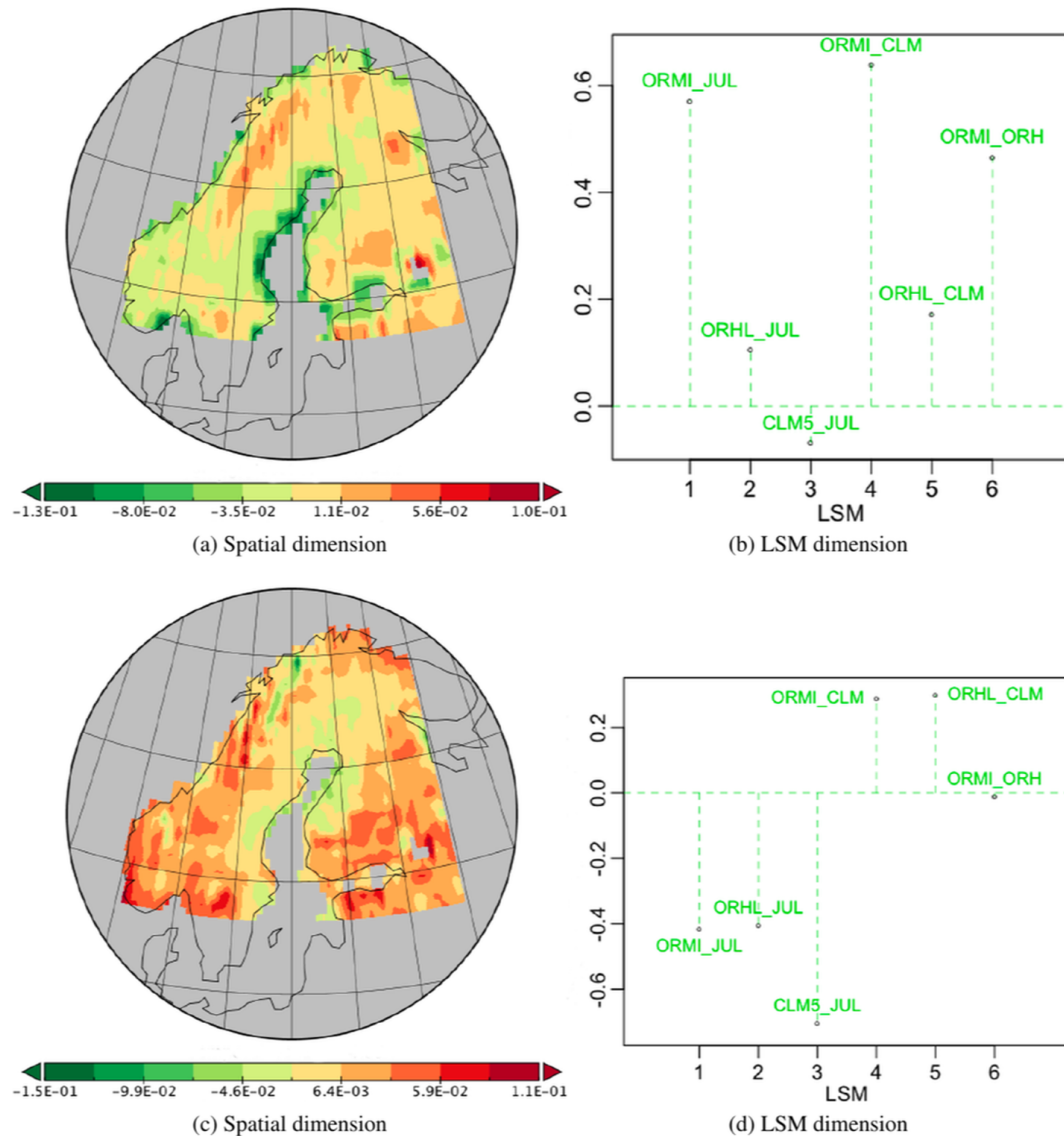 ORMI_CLM
ORMI_JUL
ORMI_ORH
ORHL_CLM
ORHL_JUL
CLM5_JUL
0.0 0.2 0.4 0.6
1 2 3 4 5 6
LSM
-1.3E-01 -8.0E-02 -3.5E-02 1.1E-02 5.6E-02 1.0E-01
(a) Spatial dimension
(b) LSM dimension
ORMI_CLM ORHL_CLM
ORMI_ORH
ORHL_JUL
ORMI_JUL
CLM5_JUL
-0.6 -0.4 -0.2 0.0 0.2
1 2 3 4 5 6
LSM
-1.5E-01 -9.9E-02 -4.6E-02 6.4E-03 5.9E-02 1.1E-01
(c) Spatial dimension
(d) LSM dimension